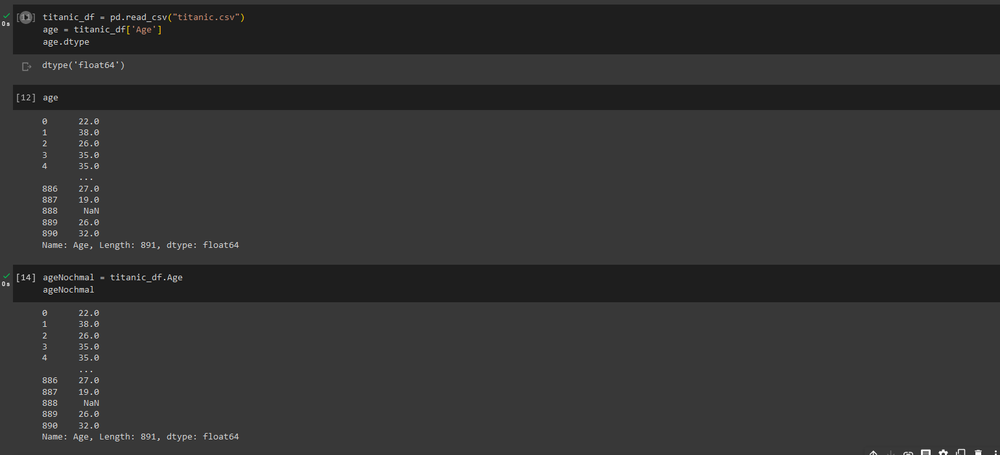 [11] titanic_df = pd.read_csv("titanic.csv")
0s
age = titanic_df['Age']
age.dtype
dtype('float64')
[12] age
0      22.0
1      38.0
2      26.0
3      35.0
4      35.0
       ...
886    27.0
887    19.0
888     NaN
889    26.0
890    32.0
Name: Age, Length: 891, dtype: float64
[14] ageNochmal = titanic_df.Age
0s
ageNochmal
0      22.0
1      38.0
2      26.0
3      35.0
4      35.0
       ...
886    27.0
887    19.0
888     NaN
889    26.0
890    32.0
Name: Age, Length: 891, dtype: float64